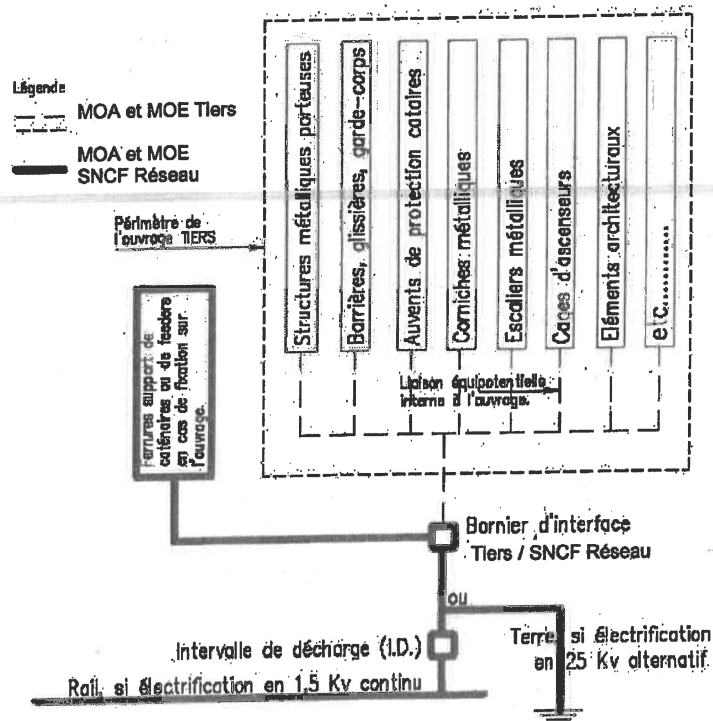 Légende
MOA et MOE Tiers
MOA et MOE
SNCF Réseau
Périmètre de
l'ouvrage TIERS
Structures métalliques porteuses
Barrières, glissières, garde-corps
Auvents de protection cataires
Corniches métalliques
Escaliers métalliques
Cages d'ascenseurs
Eléments architecturaux
etc...........
Liaison équipotentielle
interne à l'ouvrage.
Ferrures support de
caténaires ou de feeders
en cas de fixation sur
l'ouvrage.
Bornier d'interface
Tiers / SNCF Réseau
ou
Intervalle de décharge (I.D.)
Terre, si électrification
en 25 Kv alternatif.
Rail, si électrification en 1,5 Kv continu